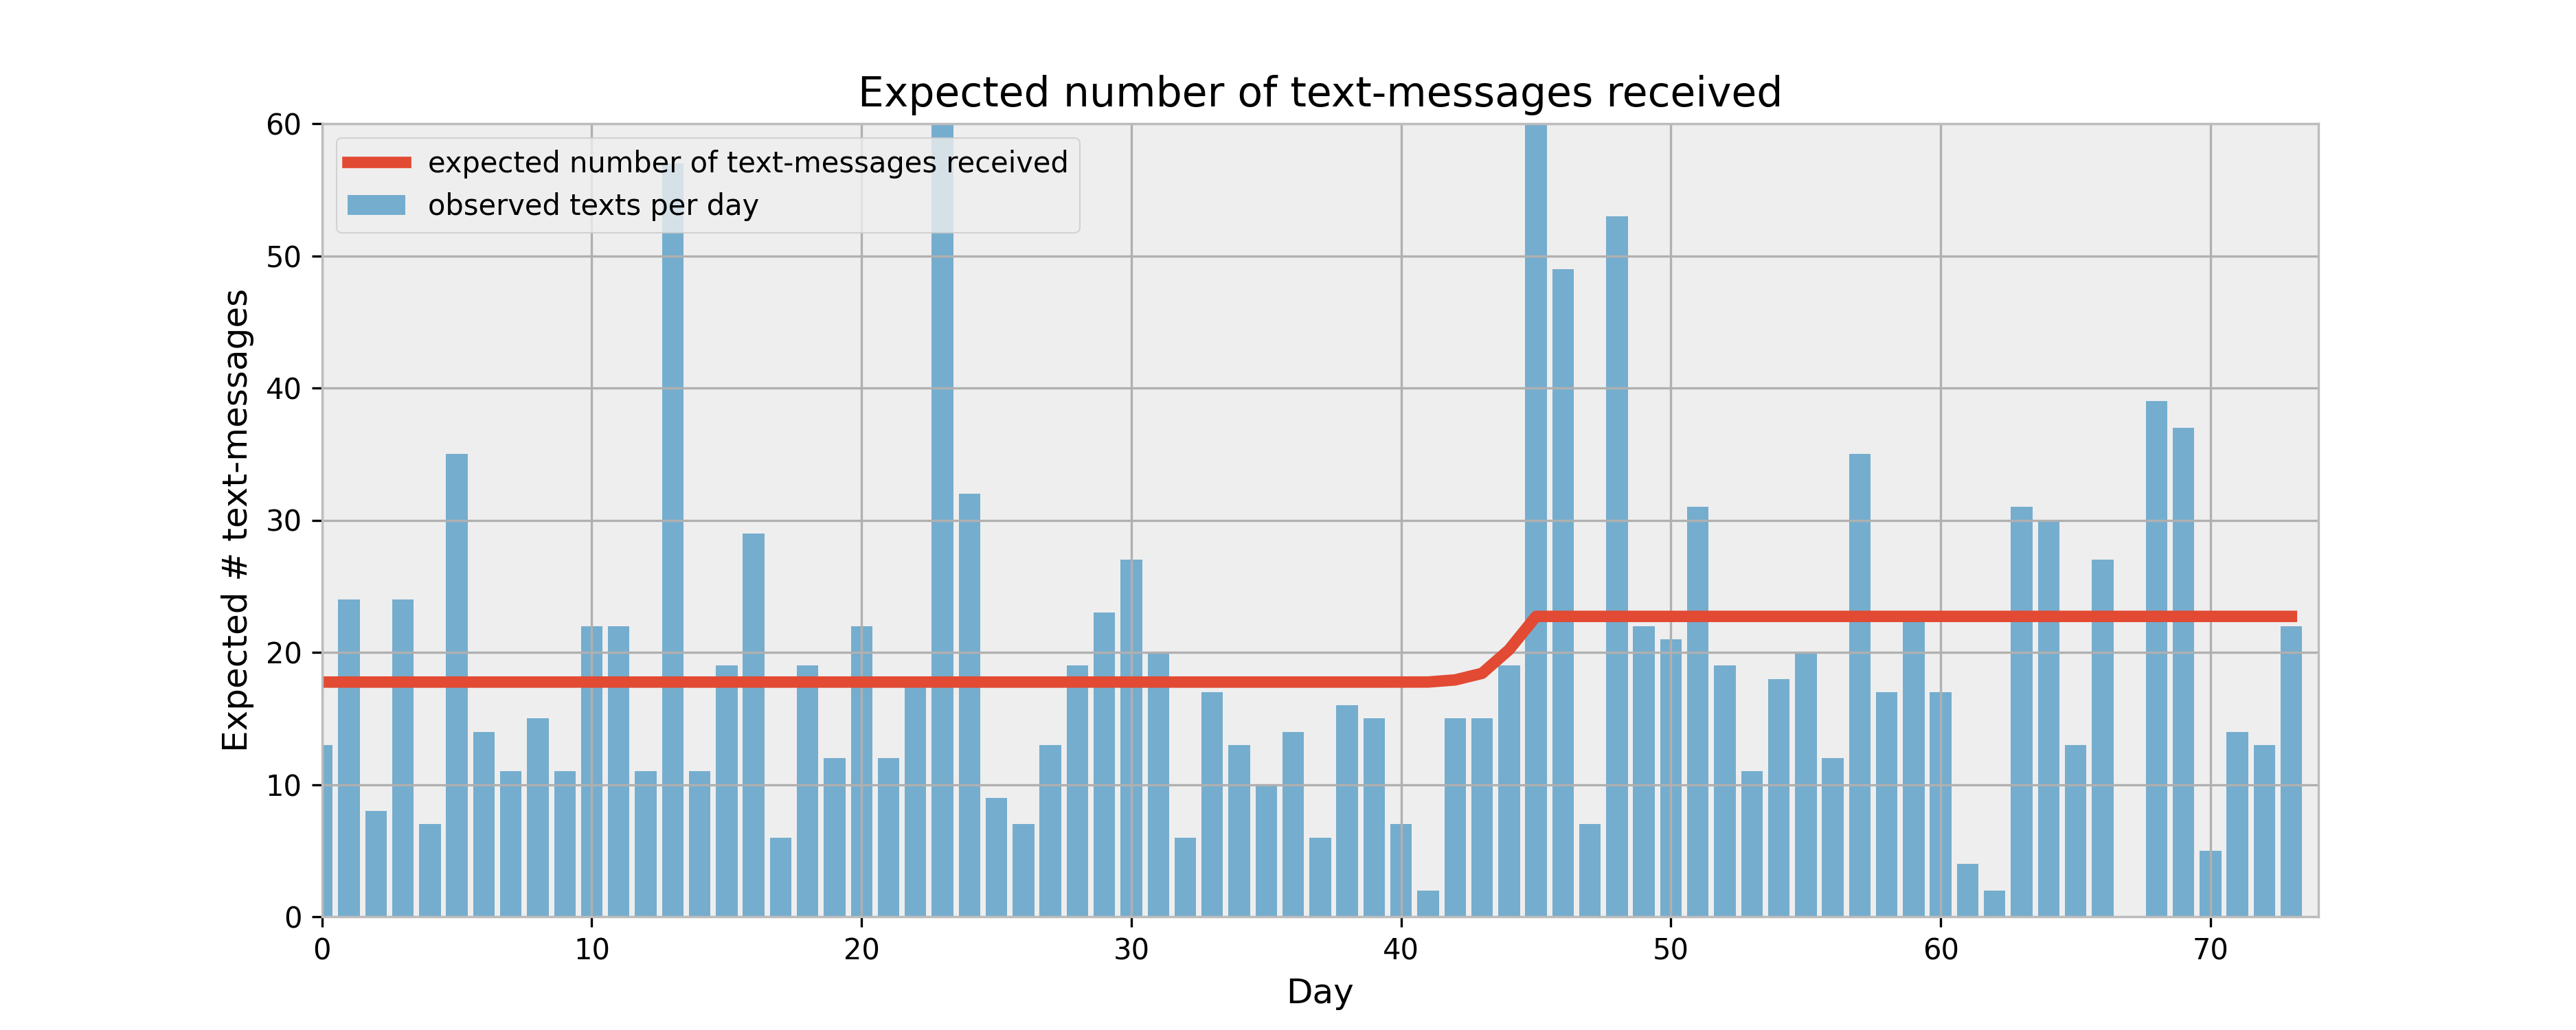 Expected number of text-messages received
expected number of text-messages received
observed texts per day
Expected # text-messages
60
50
40
30
20
10
0
0 10 20 30 40 50 60 70
Day